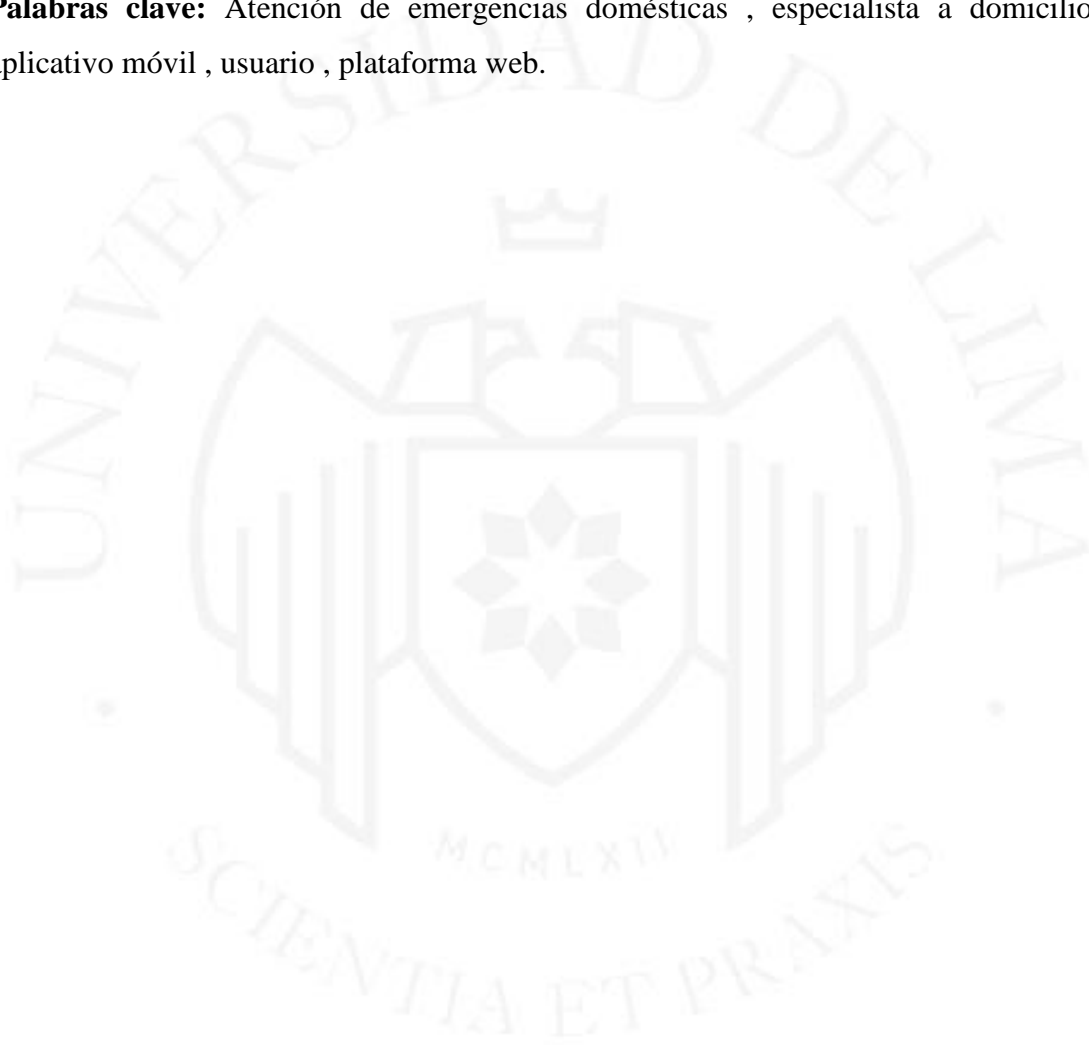 Palabras clave: Atención de emergencias domésticas , especialista a domicilio
aplicativo móvil , usuario , plataforma web.
UNIVERSIDAD DE LIMA
MCMLXII
SCIENTIA ET PRAXIS